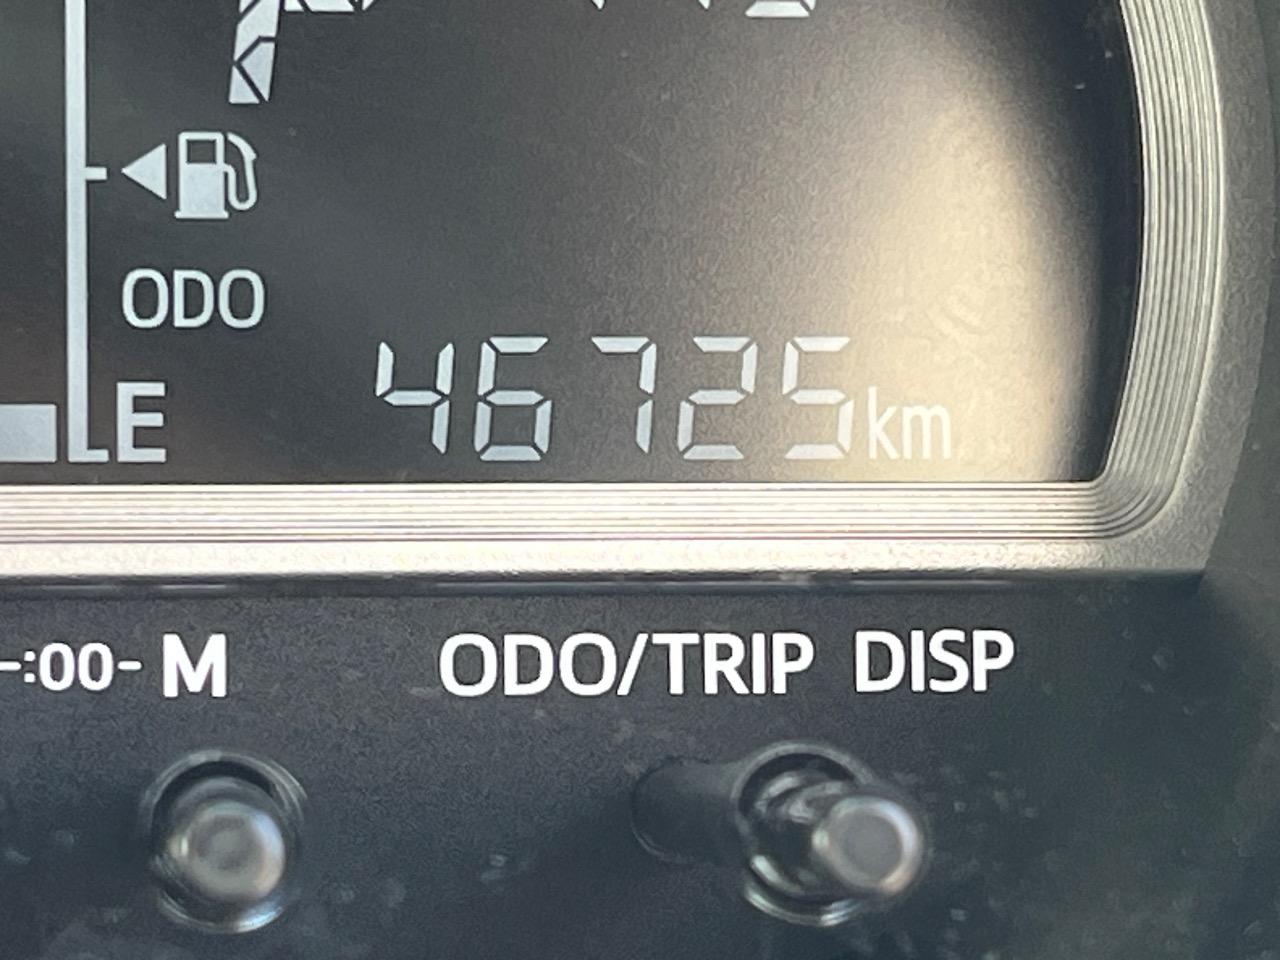 ODO
E 46725km
-:00- M ODO/TRIP DISP